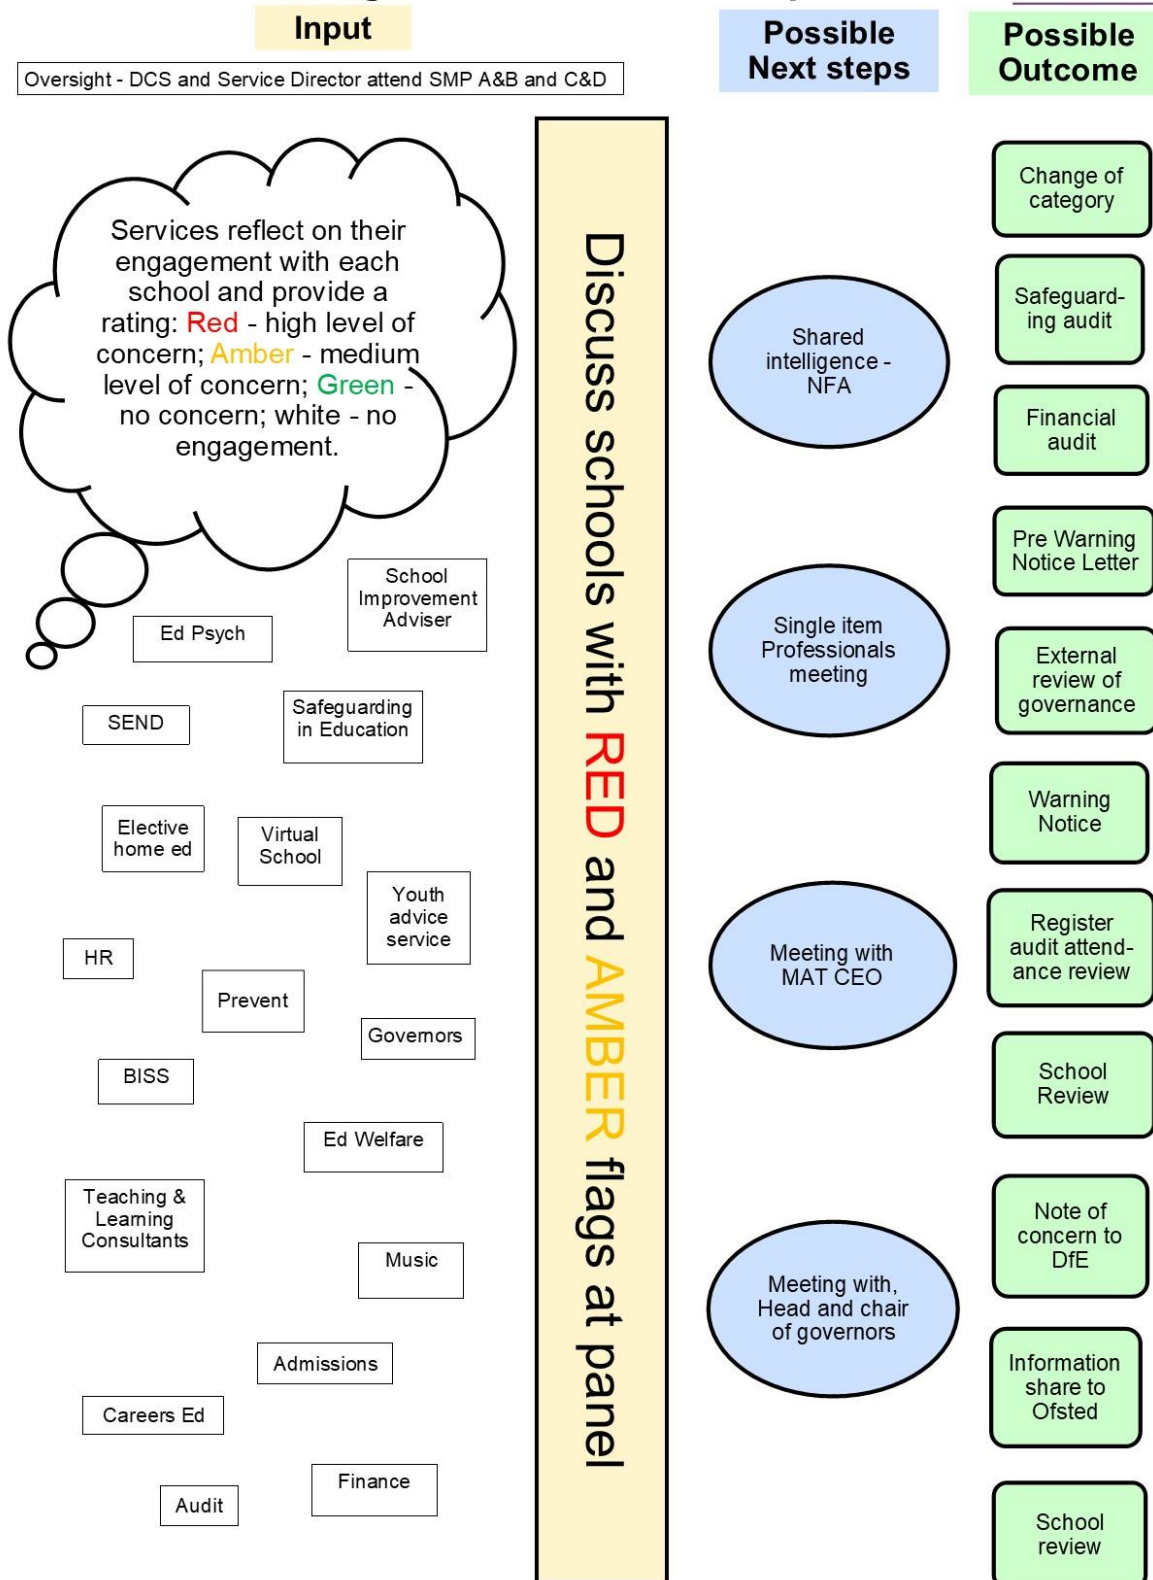 Input
Oversight - DCS and Service Director attend SMP A&B and C&D
Services reflect on their
engagement with each
school and provide a
rating: Red - high level of
concern; Amber - medium
level of concern; Green -
no concern; white - no
engagement.
School
Improvement
Adviser
Ed Psych
Safeguarding
in Education
SEND
Elective
home ed
Virtual
School
Youth
advice
service
HR
Prevent
Governors
BISS
Ed Welfare
Teaching &
Learning
Consultants
Music
Admissions
Careers Ed
Finance
Audit
Discuss schools with RED and AMBER flags at panel
Possible
Next steps
Shared
intelligence -
NFA
Single item
Professionals
meeting
Meeting with
MAT CEO
Meeting with,
Head and chair
of governors
Possible
Outcome
Change of
category
Safeguard-
ing audit
Financial
audit
Pre Warning
Notice Letter
External
review of
governance
Warning
Notice
Register
audit attend-
ance review
School
Review
Note of
concern to
DfE
Information
share to
Ofsted
School
review